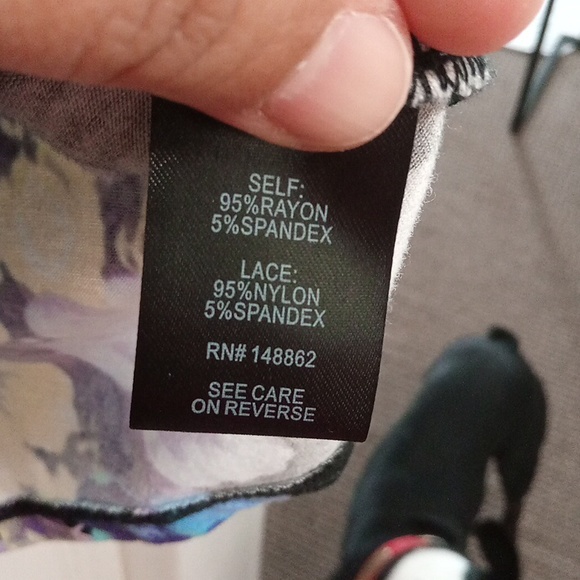 SELF:
95%RAYON
5%SPANDEX
LACE:
95%NYLON
5%SPANDEX
RN# 148862
SEE CARE
ON REVERSE